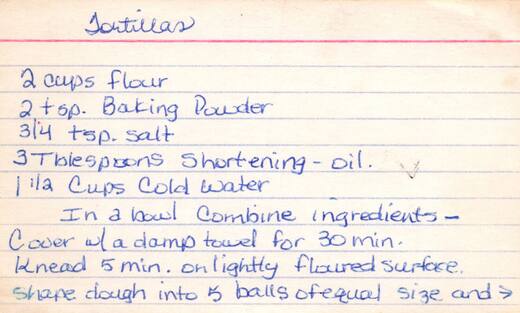 Tortillas
2 cups flour
2 tsp. Baking Powder
3/4 tsp. salt
3 Tblespoons Shortening - oil.
1 1/2 Cups Cold Water
In a bowl Combine ingredients -
Cover w/ a damp towel for 30 min.
Knead 5 min. on lightly floured surface.
shape dough into 5 balls of equal size and →